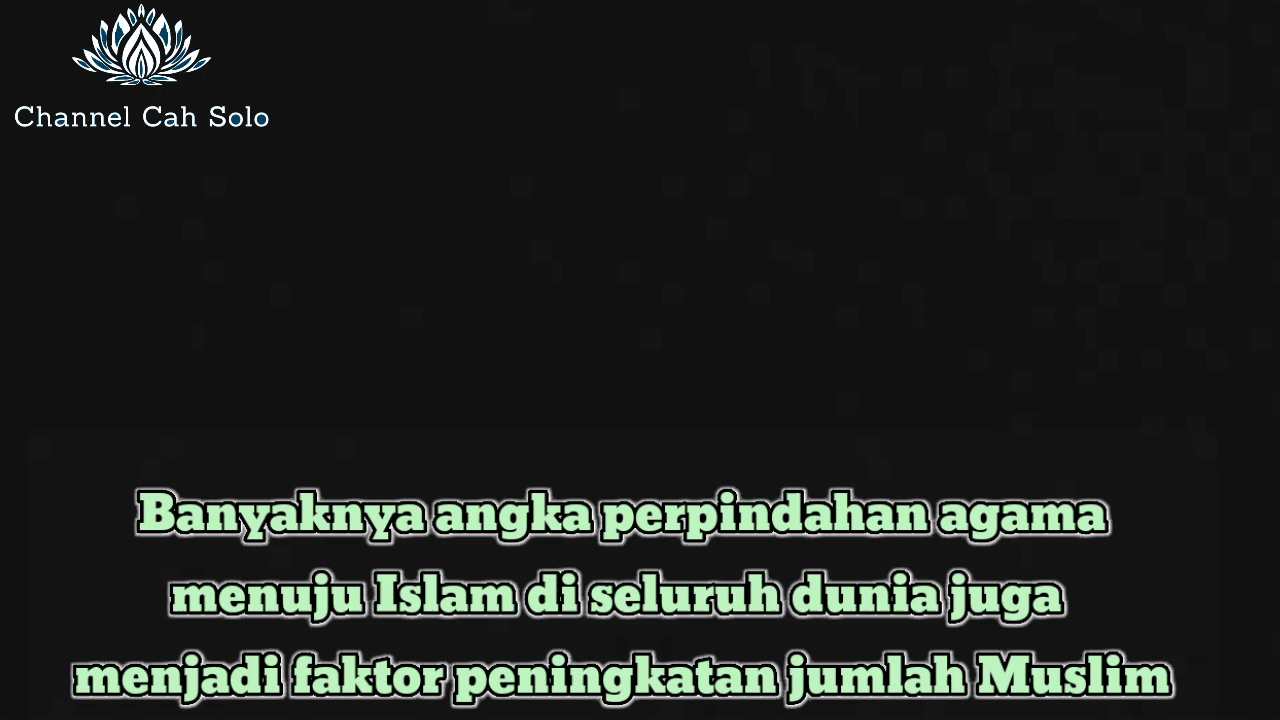 Channel Cah Solo
Banyaknya angka perpindahan agama
menuju Islam di seluruh dunia juga
menjadi faktor peningkatan jumlah Muslim